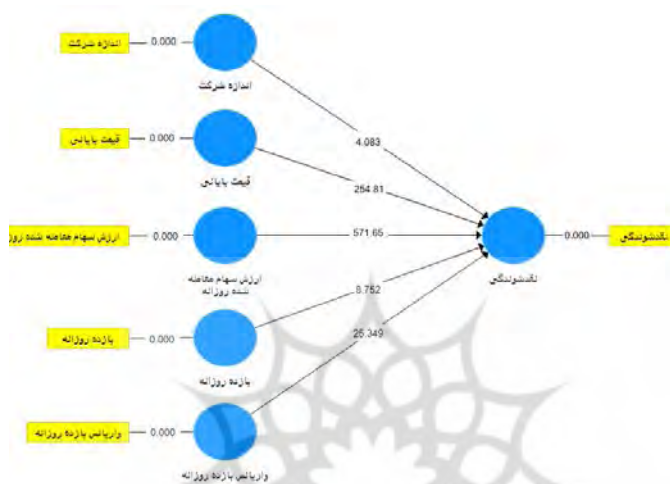 اندازه شرکت
0.000
اندازه شرکت
4.083
قیمت پایانی
0.000
قیمت پایانی
254.81
ارزش سهام معامله شده روز
0.000
ارزش سهام معامله
شده روزانه
571.65
نقدشوندگی
0.000
نقدشوندگی
بازده روزانه
0.000
بازده روزانه
8.752
واریانس بازده روزانه
0.000
واریانس بازده روزانه
25.349